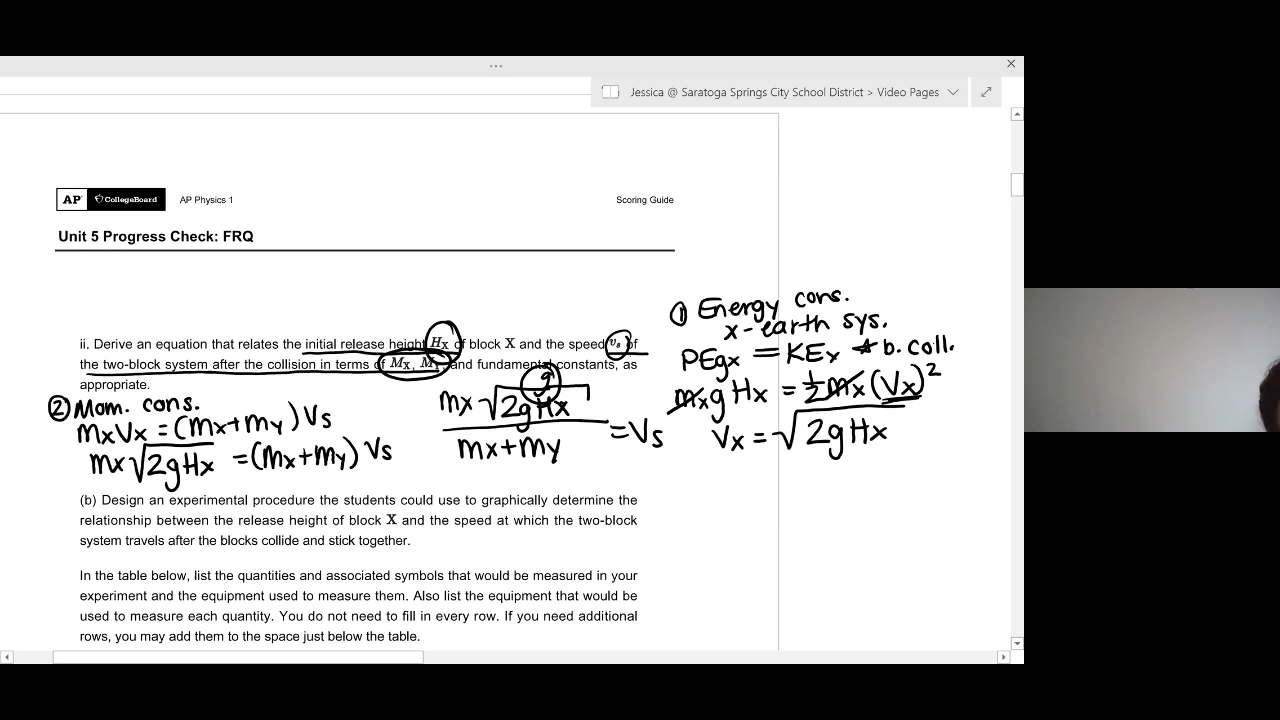 Jessica @ Saratoga Springs City School District > Video Pages
AP CollegeBoard AP Physics 1 Scoring Guide
Unit 5 Progress Check: FRQ
ii. Derive an equation that relates the initial release height H_X of block X and the speed v_s of
the two-block system after the collision in terms of M_X, M_Y, and fundamental constants, as
appropriate.
① Energy cons.
x-earth sys.
PEgx = KEx b. coll.
mxgHx = 1/2mx(Vx)²
Vx = √2gHx
② Mom. cons.
mxVx = (mx+my)Vs
mx√2gHx = (mx+my)Vs
g
mx√2gHx
mx+my
=Vs
(b) Design an experimental procedure the students could use to graphically determine the
relationship between the release height of block X and the speed at which the two-block
system travels after the blocks collide and stick together.
In the table below, list the quantities and associated symbols that would be measured in your
experiment and the equipment used to measure them. Also list the equipment that would be
used to measure each quantity. You do not need to fill in every row. If you need additional
rows, you may add them to the space just below the table.